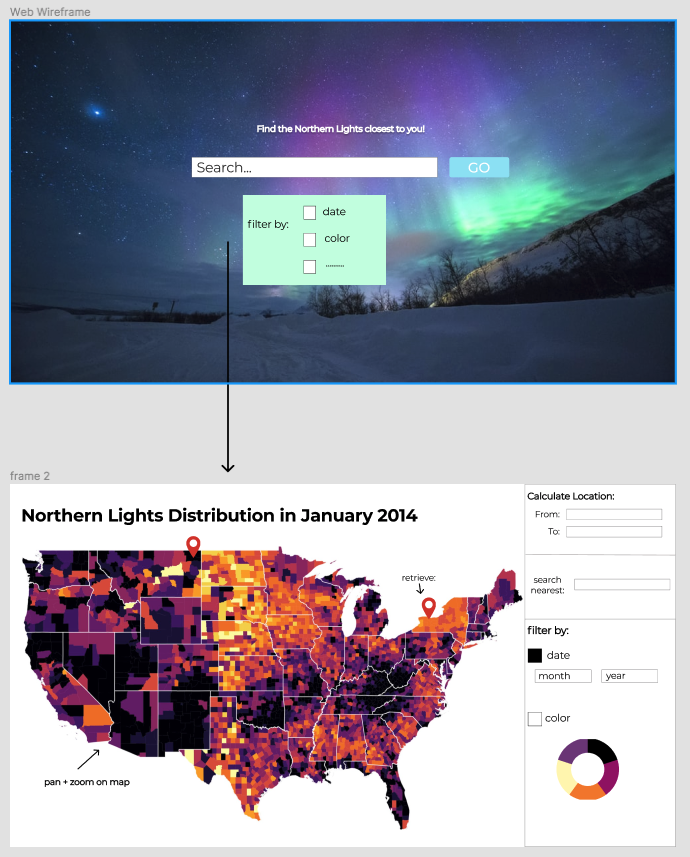 Web Wireframe
Find the Northern Lights closest to you!
Search...
GO
filter by:
date
color
.........
frame 2
Northern Lights Distribution in January 2014
retrieve:
pan + zoom on map
Calculate Location:
From:
To:
search
nearest:
filter by:
date
month
year
color